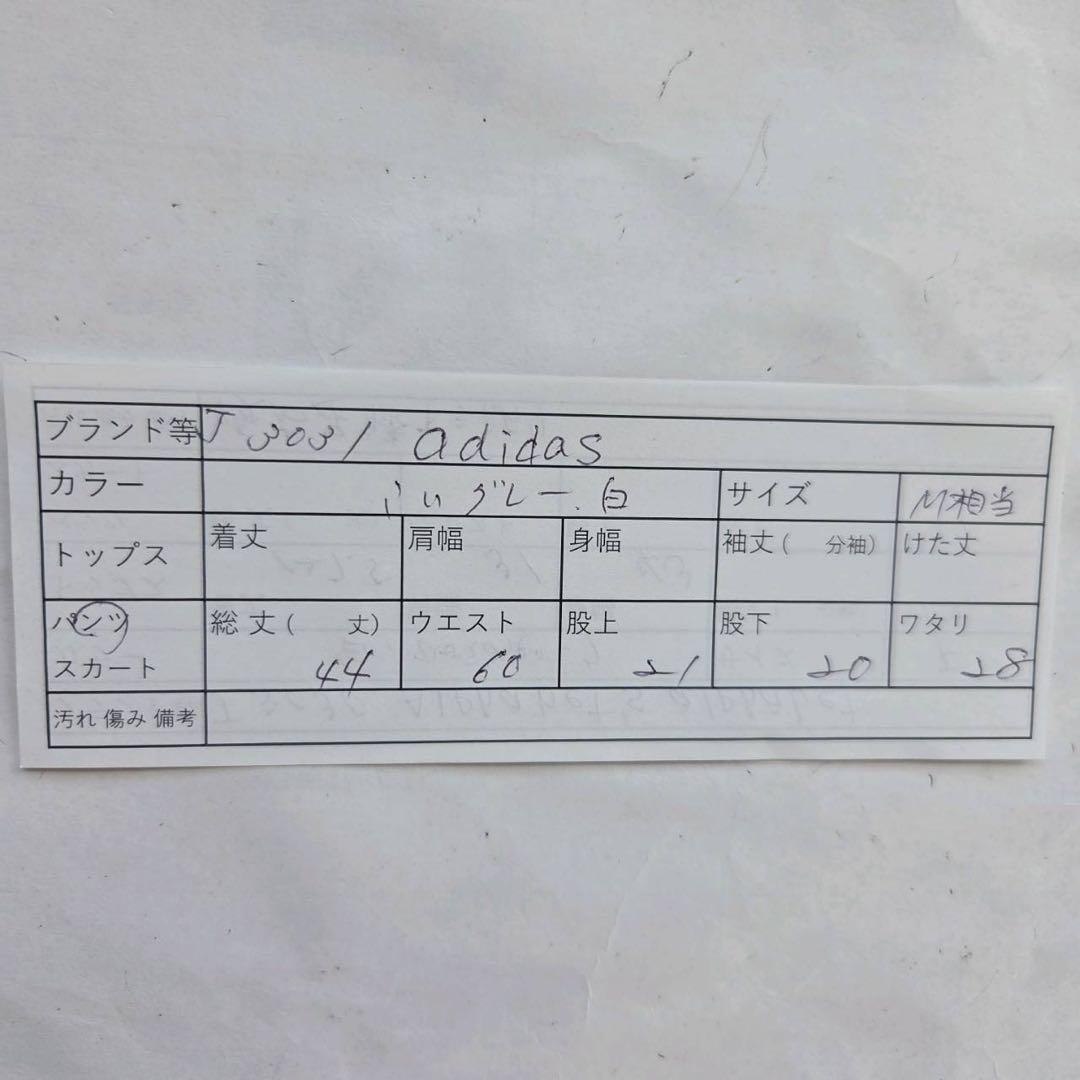 ブランド等 J 3031 adidas
カラー こいグレー.白 サイズ M相当
トップス 着丈 肩幅 身幅 袖丈( 分袖) けた丈
パンツ 総丈( 丈) ウエスト 股上 股下 ワタリ
スカート 44 60 21 20 28
汚れ 傷み 備考